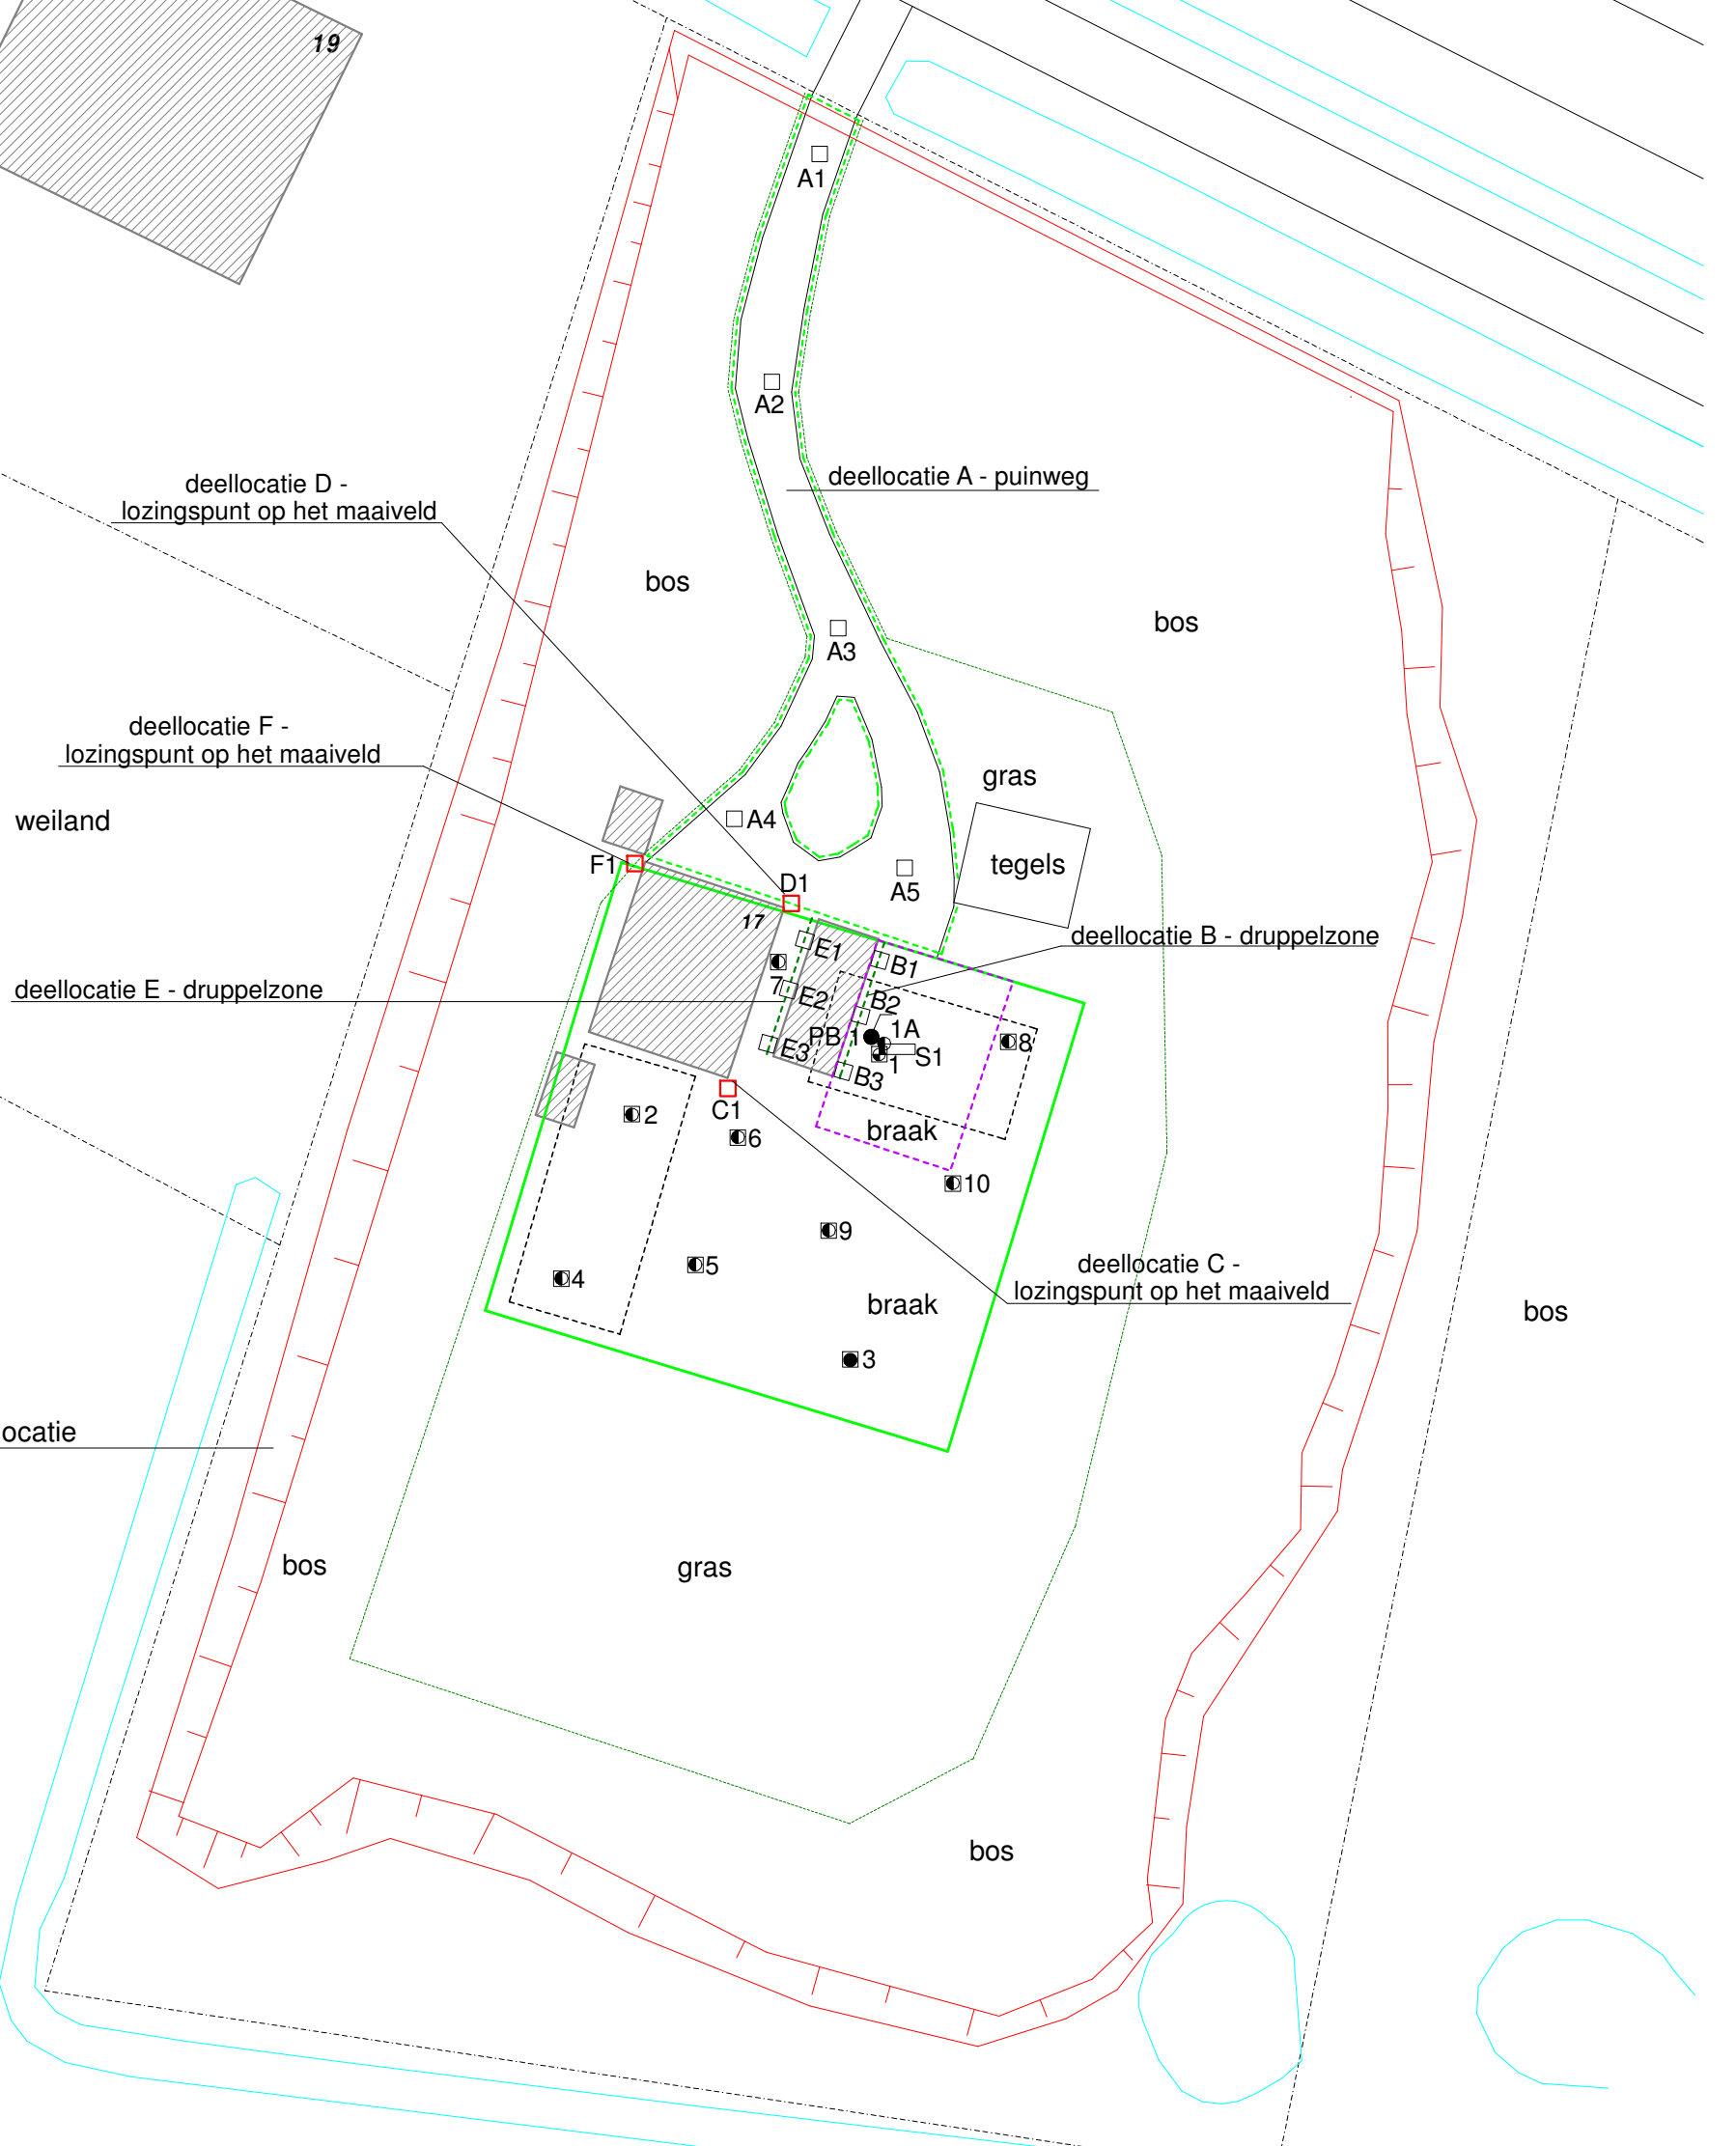 19
A1
A2
deellocatie A - puinweg
deellocatie D -
lozingspunt op het maaiveld
bos
bos
A3
deellocatie F -
lozingspunt op het maaiveld
gras
weiland
A4
tegels
F1
D1
A5
17
deellocatie B - druppelzone
E1
B1
7
E2
B2
deellocatie E - druppelzone
PB 1
1A
8
E3
1
S1
B3
C1
2
6
braak
10
9
5
4
deellocatie C -
lozingspunt op het maaiveld
braak
bos
3
ocatie
bos
gras
bos